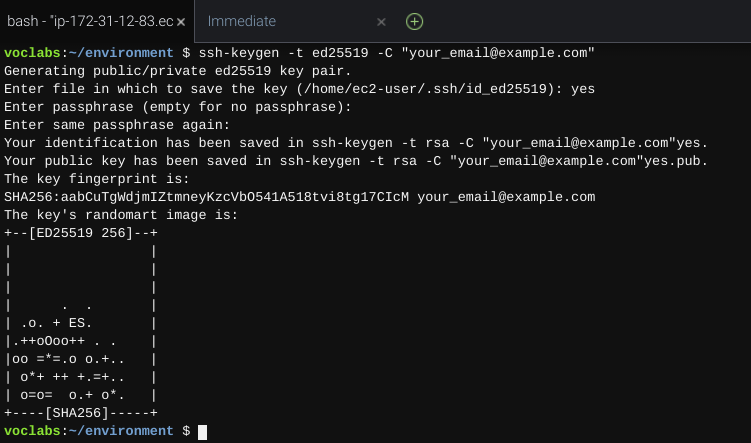 bash - "ip-172-31-12-83.ec
Immediate
voclabs:~/environment $ ssh-keygen -t ed25519 -C "your_email@example.com"
Generating public/private ed25519 key pair.
Enter file in which to save the key (/home/ec2-user/.ssh/id_ed25519): yes
Enter passphrase (empty for no passphrase):
Enter same passphrase again:
Your identification has been saved in ssh-keygen -t rsa -C "your_email@example.com"yes.
Your public key has been saved in ssh-keygen -t rsa -C "your_email@example.com"yes.pub.
The key fingerprint is:
SHA256:aabCuTgWdjmIZtmneyKzcVbO541A518tvi8tg17CIcM your_email@example.com
The key's randomart image is:
+--[ED25519 256]--+
|                 |
|                 |
|                 |
|      .  .       |
| .o. + ES.       |
|.++oOoo++ . .    |
|oo =*=.o o.+..   |
| o*+ ++ +.=+..   |
| o=o=  o.+ o*.   |
+----[SHA256]-----+
voclabs:~/environment $